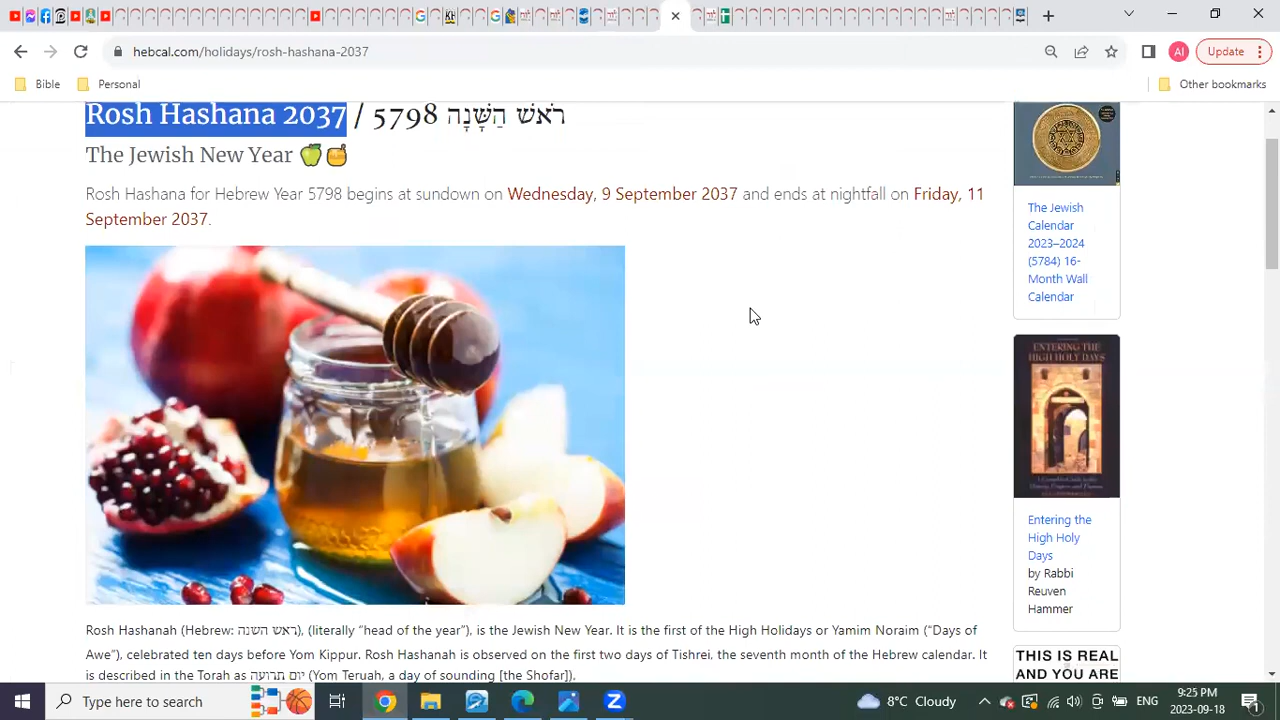 hebcal.com/holidays/rosh-hashana-2037
AI
Update
Bible
Personal
Other bookmarks
Rosh Hashana 2037 / 5798 רֹאשׁ הַשָּׁנָה
The Jewish New Year
Rosh Hashana for Hebrew Year 5798 begins at sundown on Wednesday, 9 September 2037 and ends at nightfall on Friday, 11
September 2037.
Rosh Hashanah (Hebrew: ראש השנה), (literally “head of the year”), is the Jewish New Year. It is the first of the High Holidays or Yamim Noraim (“Days of
Awe”), celebrated ten days before Yom Kippur. Rosh Hashanah is observed on the first two days of Tishrei, the seventh month of the Hebrew calendar. It
is described in the Torah as יום תרועה (Yom Teruah, a day of sounding [the Shofar]).
The Jewish
Calendar
2023–2024
(5784) 16-
Month Wall
Calendar
ENTERING THE
HIGH HOLY
DAYS
Entering the
High Holy
Days
by Rabbi
Reuven
Hammer
THIS IS REAL
AND YOU ARE
Type here to search
8°C Cloudy
ENG
9:25 PM
2023-09-18
1